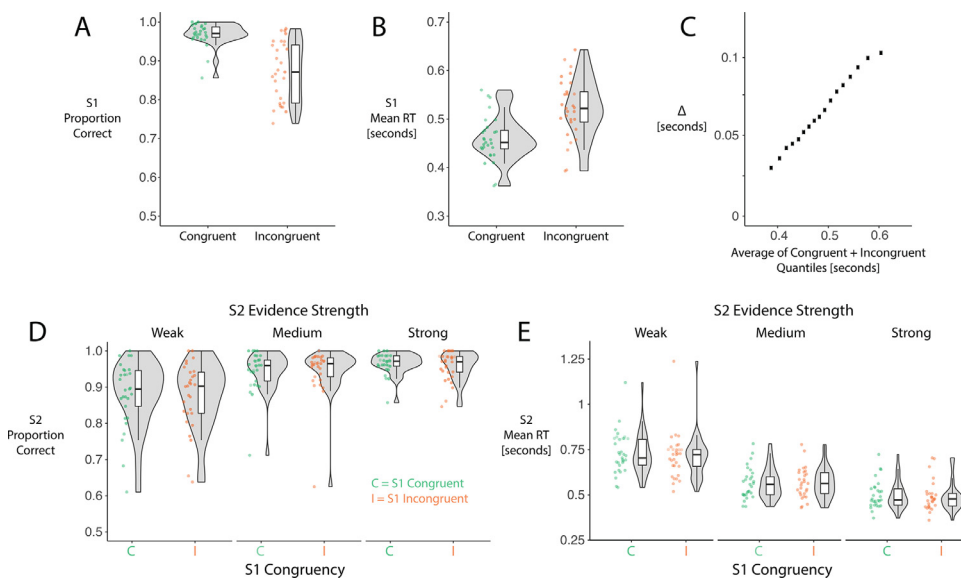 A
S1
Proportion
Correct
1.0
0.9
0.8
0.7
0.6
0.5
Congruent
Incongruent
B
S1
Mean RT
[seconds]
0.7
0.6
0.5
0.4
0.3
Congruent
Incongruent
C
Δ
[seconds]
0.1
0.05
0
0.4
0.5
0.6
Average of Congruent + Incongruent
Quantiles [seconds]
D
S2 Evidence Strength
Weak
Medium
Strong
S2
Proportion
Correct
1.0
0.9
0.8
0.7
0.6
0.5
C = S1 Congruent
I = S1 Incongruent
C
I
C
I
C
I
S1 Congruency
E
S2 Evidence Strength
Weak
Medium
Strong
S2
Mean RT
[seconds]
1.25
1
0.75
0.5
0.25
C
I
C
I
C
I
S1 Congruency